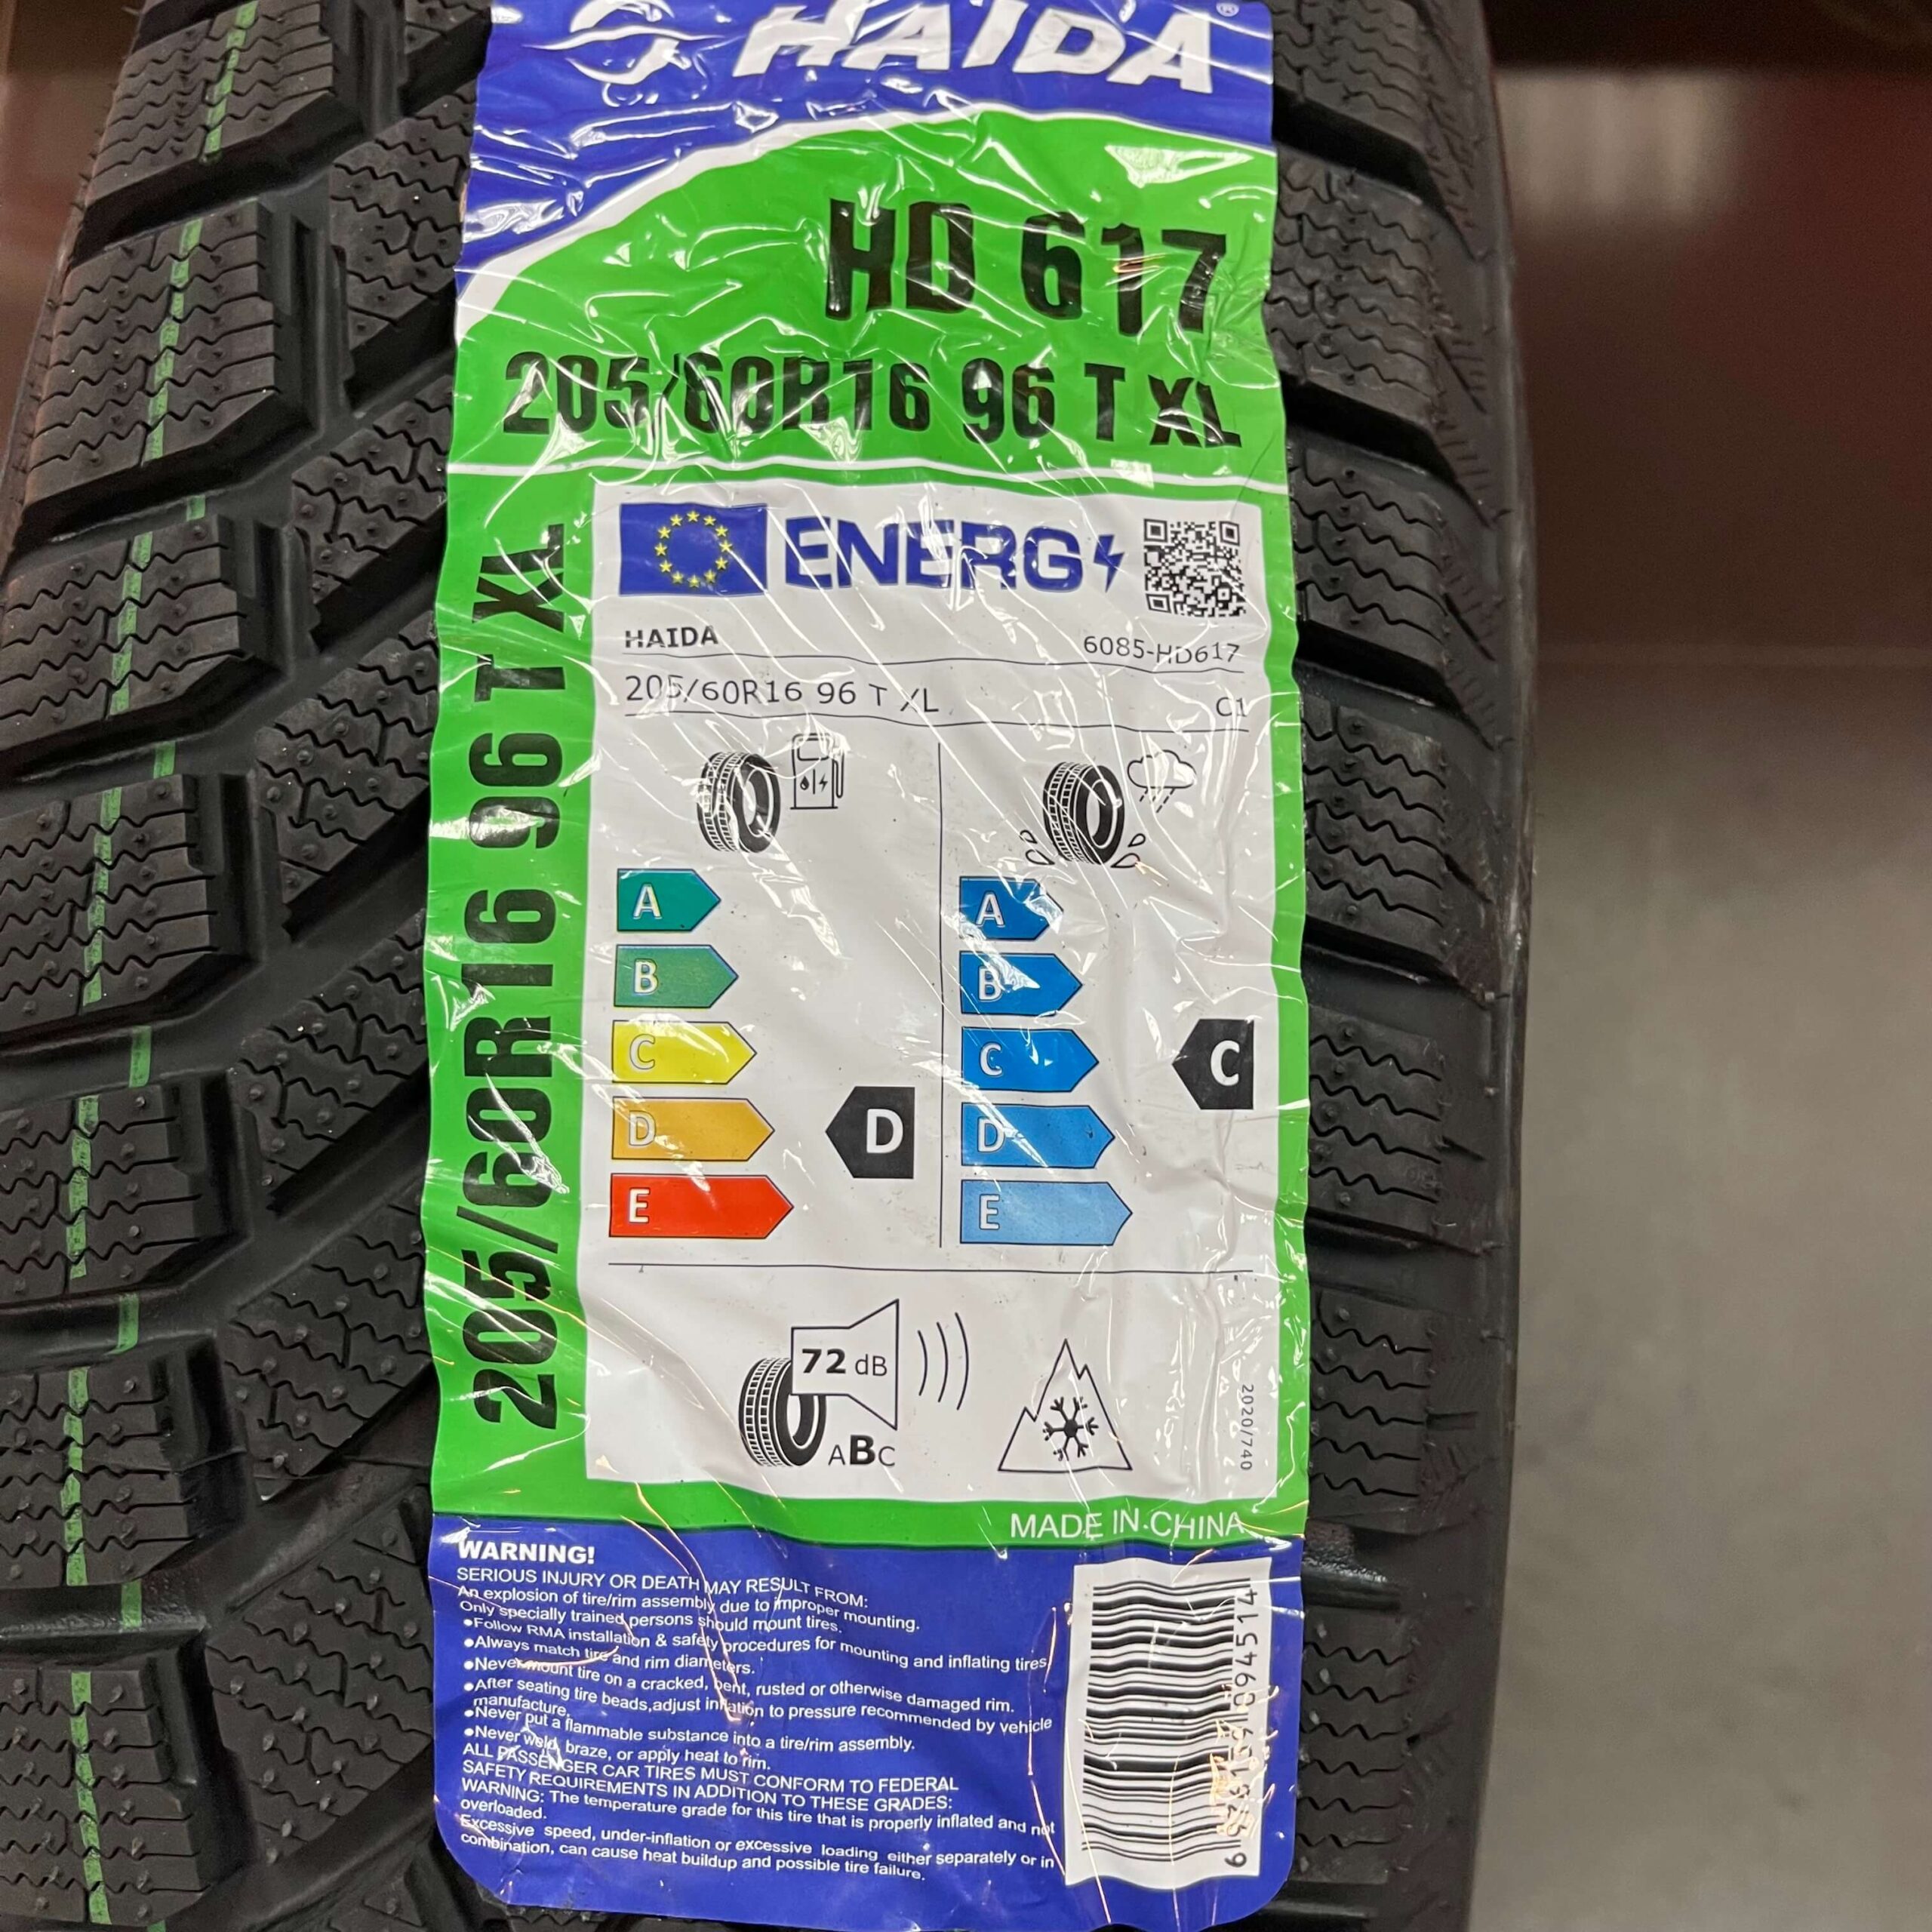 HAIDA®
HD 617
205/60R16 96 T XL
205/60R16 96 T XL
ENERG
HAIDA 6085-HD617
205/60R16 96 T XL C1
A A
B B
C C C
D D D
E E
72 dB
ABC
2020/740
MADE IN CHINA
WARNING!
SERIOUS INJURY OR DEATH MAY RESULT FROM:
An explosion of tire/rim assembly due to improper mounting.
Only specially trained persons should mount tires.
●Follow RMA installation & safety procedures for mounting and inflating tires
●Always match tire and rim diameters.
●Never mount tire on a cracked, bent, rusted or otherwise damaged rim.
●After seating tire beads,adjust inflation to pressure recommended by vehicle
manufacture.
●Never put a flammable substance into a tire/rim assembly.
●Never weld, braze, or apply heat to rim.
ALL PASSENGER CAR TIRES MUST CONFORM TO FEDERAL
SAFETY REQUIREMENTS IN ADDITION TO THESE GRADES:
WARNING: The temperature grade for this tire that is properly inflated and not
overloaded.
Excessive speed, under-inflation or excessive loading either separately or in
combination, can cause heat buildup and possible tire failure.